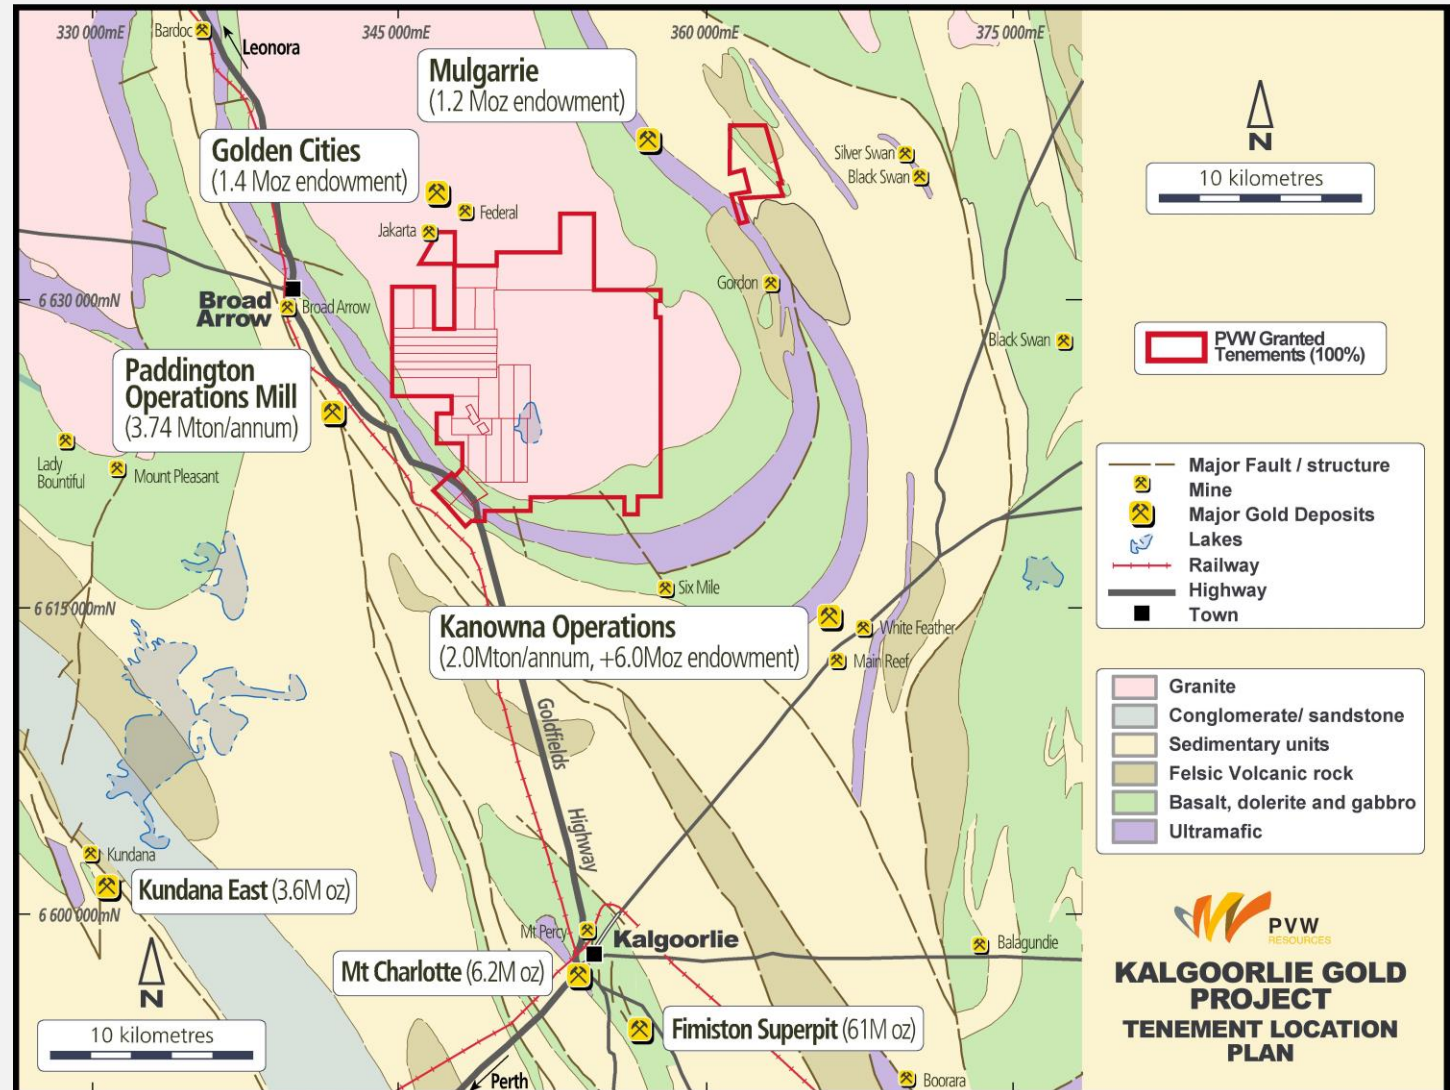 330 000mE
345 000mE
360 000mE
375 000mE
Bardoc
Leonora
Mulgarrie
(1.2 Moz endowment)
Golden Cities
(1.4 Moz endowment)
Silver Swan
Black Swan
Federal
Jakarta
Gordon
6 630 000mN
Broad
Arrow
Broad Arrow
Black Swan
Paddington
Operations Mill
(3.74 Mton/annum)
Lady
Bountiful
Mount Pleasant
Six Mile
6 615 000mN
Kanowna Operations
(2.0Mton/annum, +6.0Moz endowment)
White Feather
Main Reef
Goldfields
Highway
Kundana
Kundana East (3.6M oz)
6 600 000mN
Mt Percy
Kalgoorlie
Balagundie
Mt Charlotte (6.2M oz)
N
10 kilometres
Fimiston Superpit (61M oz)
Perth
Boorara
N
10 kilometres
PVW Granted
Tenements (100%)
Major Fault / structure
Mine
Major Gold Deposits
Lakes
Railway
Highway
Town
Granite
Conglomerate/ sandstone
Sedimentary units
Felsic Volcanic rock
Basalt, dolerite and gabbro
Ultramafic
PVW
RESOURCES
KALGOORLIE GOLD
PROJECT
TENEMENT LOCATION
PLAN